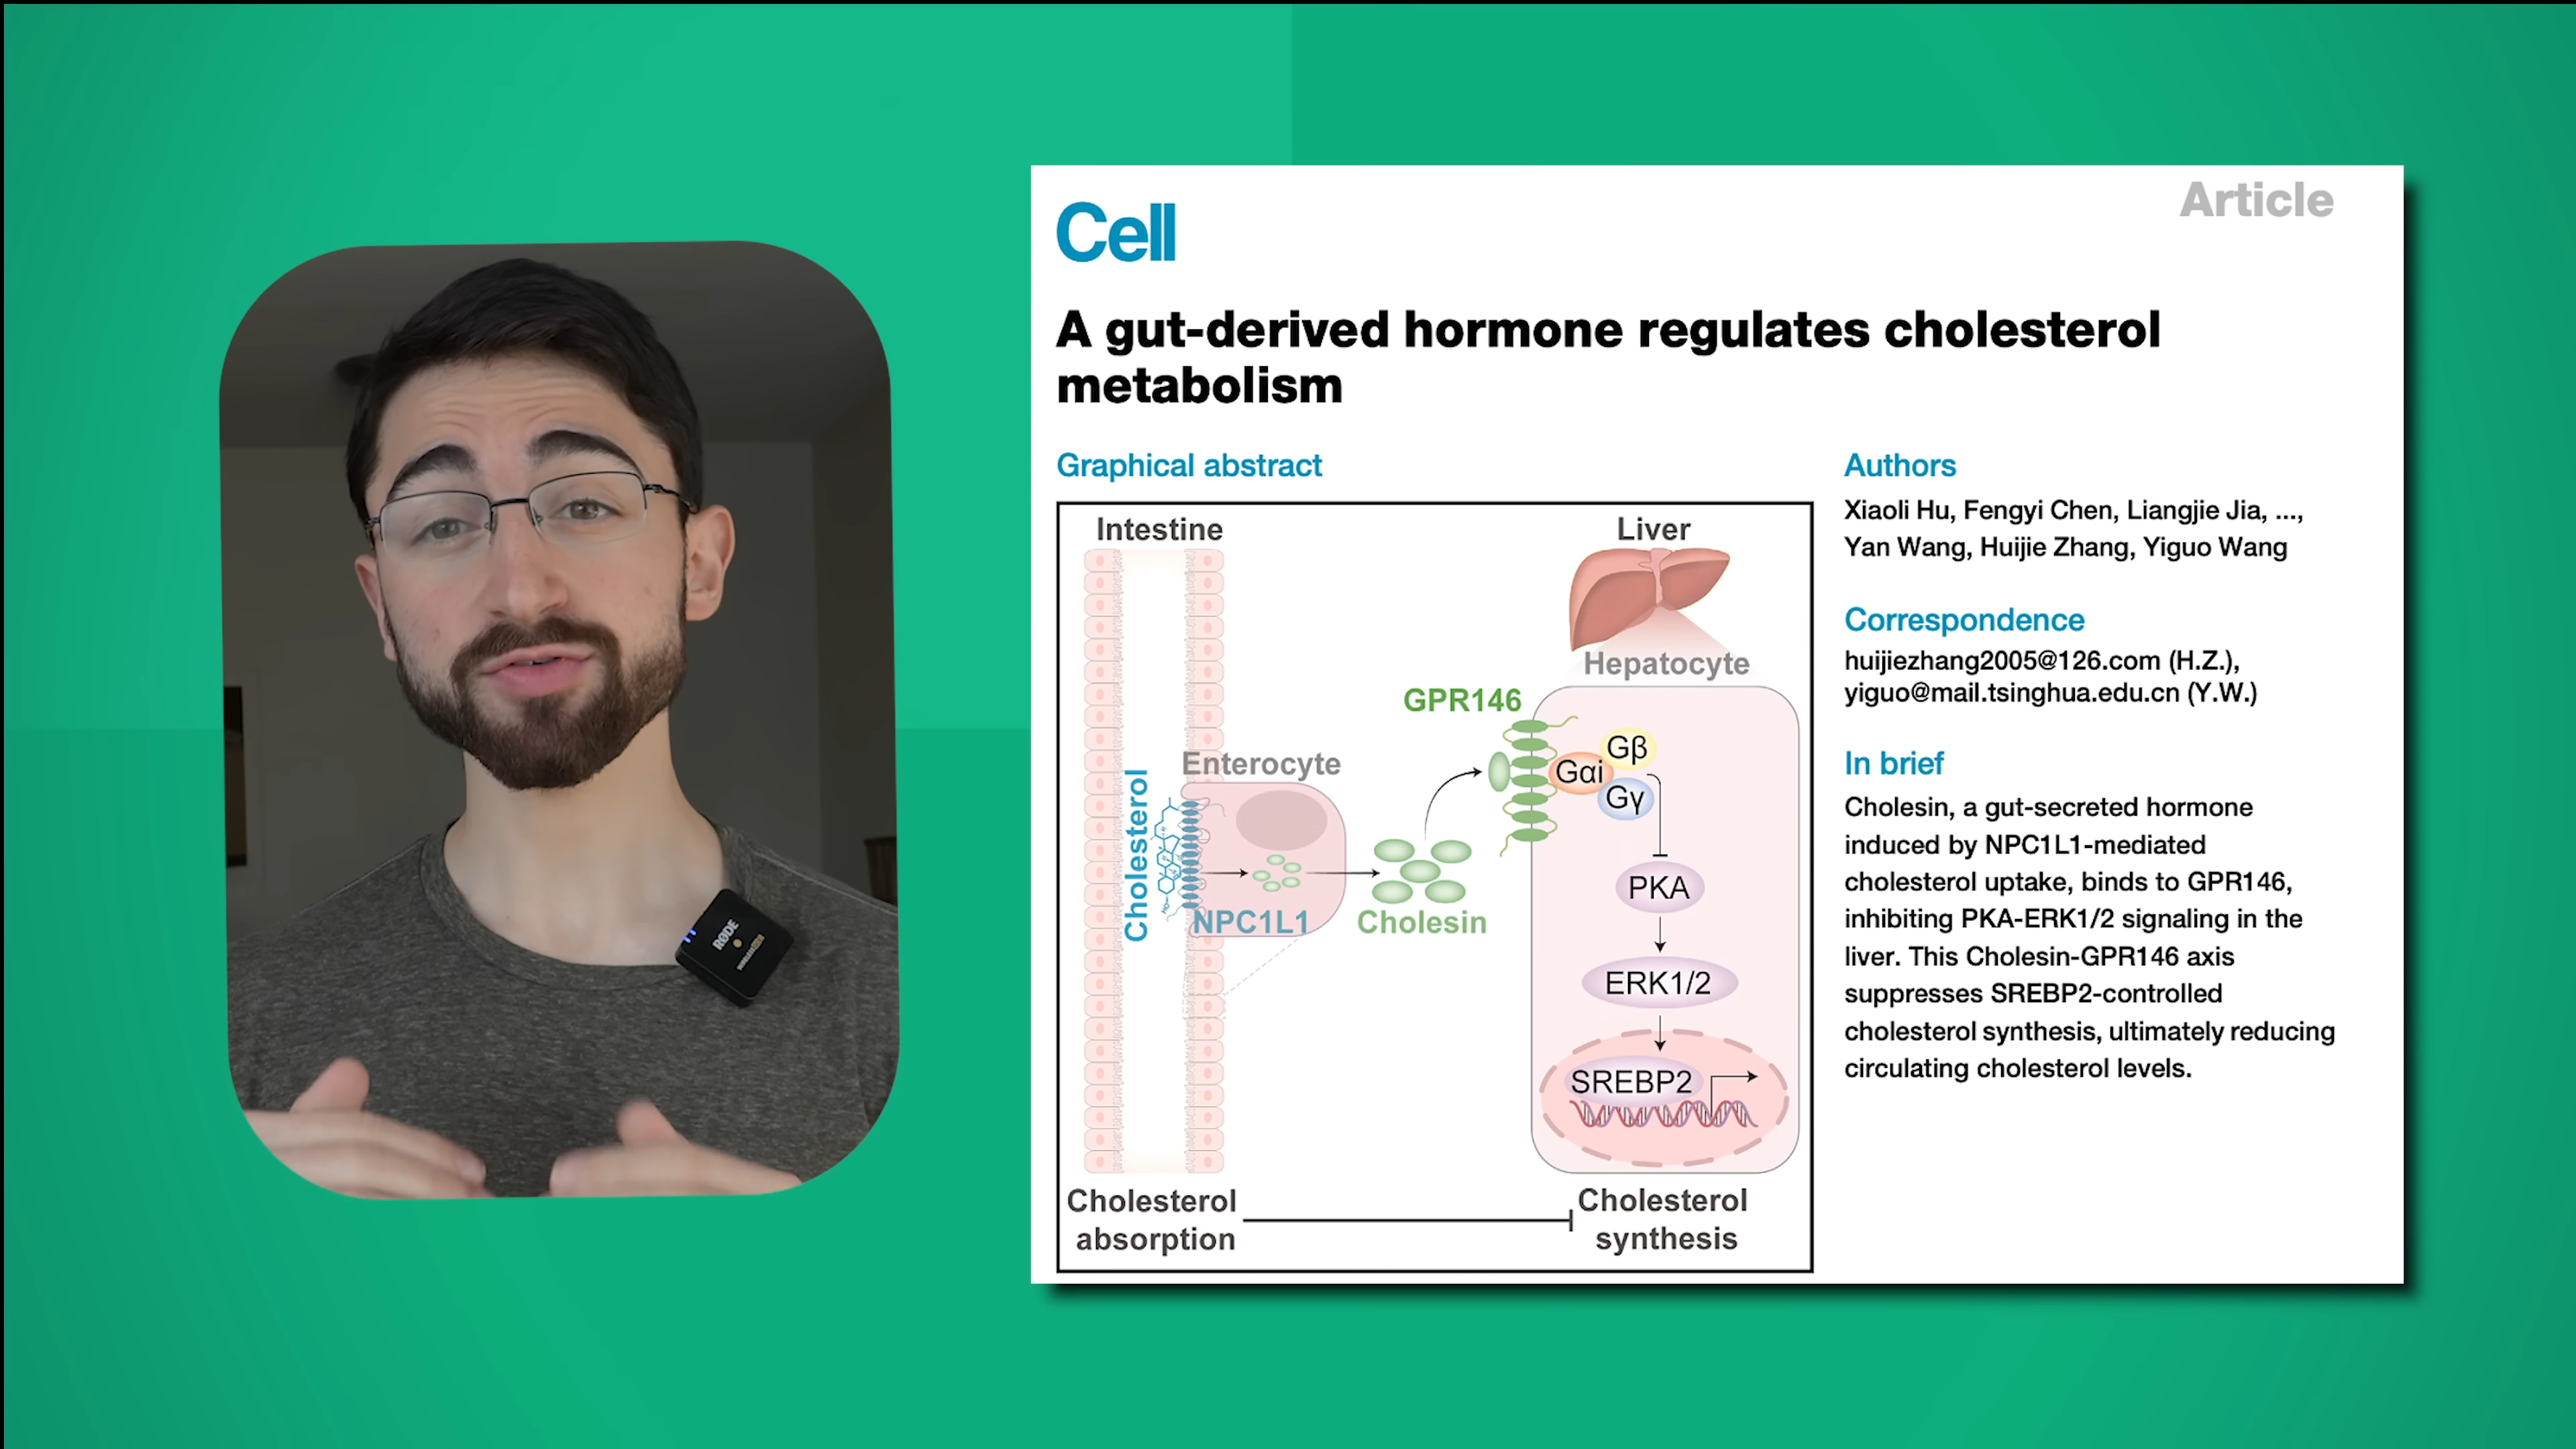 Cell
Article
A gut-derived hormone regulates cholesterol
metabolism
Graphical abstract
Intestine
Liver
Hepatocyte
GPR146
Gβ
Gαi
Gγ
Enterocyte
Cholesterol
NPC1L1
Cholesin
PKA
ERK1/2
SREBP2
Cholesterol
absorption
Cholesterol
synthesis
Authors
Xiaoli Hu, Fengyi Chen, Liangjie Jia, ...,
Yan Wang, Huijie Zhang, Yiguo Wang
Correspondence
huijiezhang2005@126.com (H.Z.),
yiguo@mail.tsinghua.edu.cn (Y.W.)
In brief
Cholesin, a gut-secreted hormone
induced by NPC1L1-mediated
cholesterol uptake, binds to GPR146,
inhibiting PKA-ERK1/2 signaling in the
liver. This Cholesin-GPR146 axis
suppresses SREBP2-controlled
cholesterol synthesis, ultimately reducing
circulating cholesterol levels.
RØDE